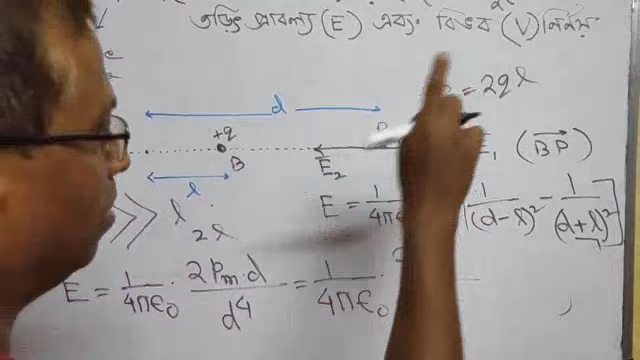 তড়িৎ প্রাবল্য (E) এবং বিভব (V) নির্ণয়
= 2ql
d
+q
B
E₂
E₁ (BP)
l
>> l
2l
E = 1/4πε₀ [1/(d-l)² - 1/(d+l)²]
E = 1/4πε₀ · 2Pm·d/d⁴ = 1/4πε₀ ·